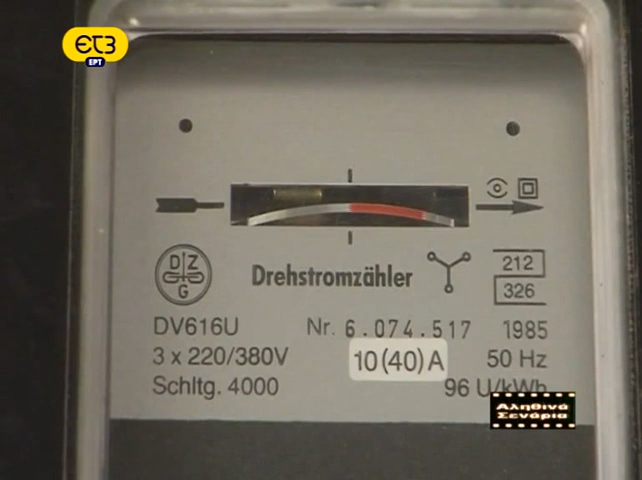 ΕΤ3
ΕΡΤ
DZG
Drehstromzähler
212
326
DV616U Nr. 6.074.517 1985
3 x 220/380V 10(40)A 50 Hz
Schltg. 4000 96 U/kWh
Αληθινά
Σενάρια